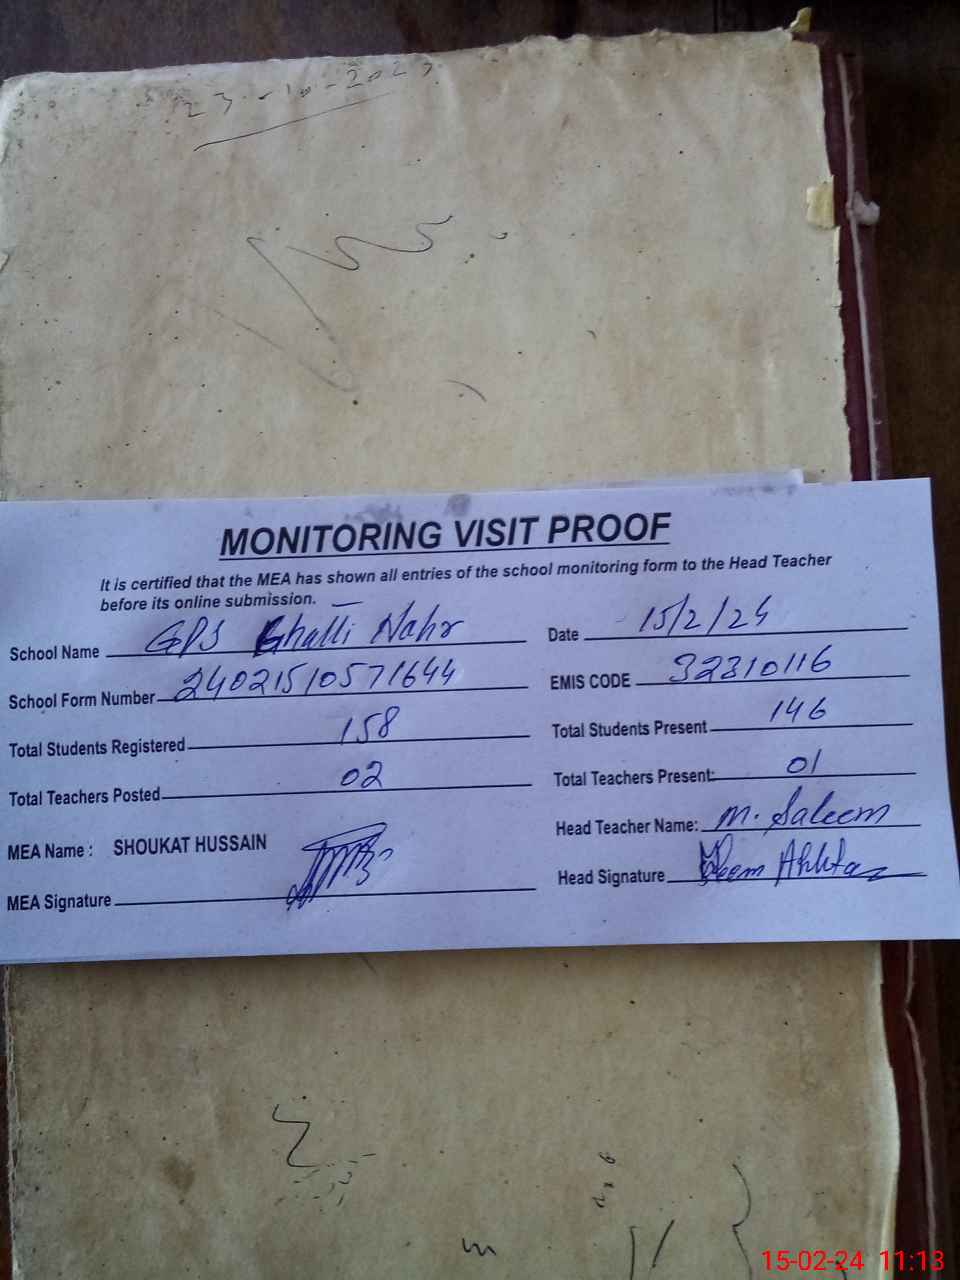 23-10-2023
MONITORING VISIT PROOF
It is certified that the MEA has shown all entries of the school monitoring form to the Head Teacher
before its online submission.
School Name GPS Ghalli Nahr Date 15/2/24
School Form Number 24021510571644 EMIS CODE 32310116
Total Students Registered 158 Total Students Present 146
Total Teachers Posted 02 Total Teachers Present: 01
MEA Name : SHOUKAT HUSSAIN Head Teacher Name: M. Saleem
MEA Signature Head Signature Akhtar
15-02-24 11:13